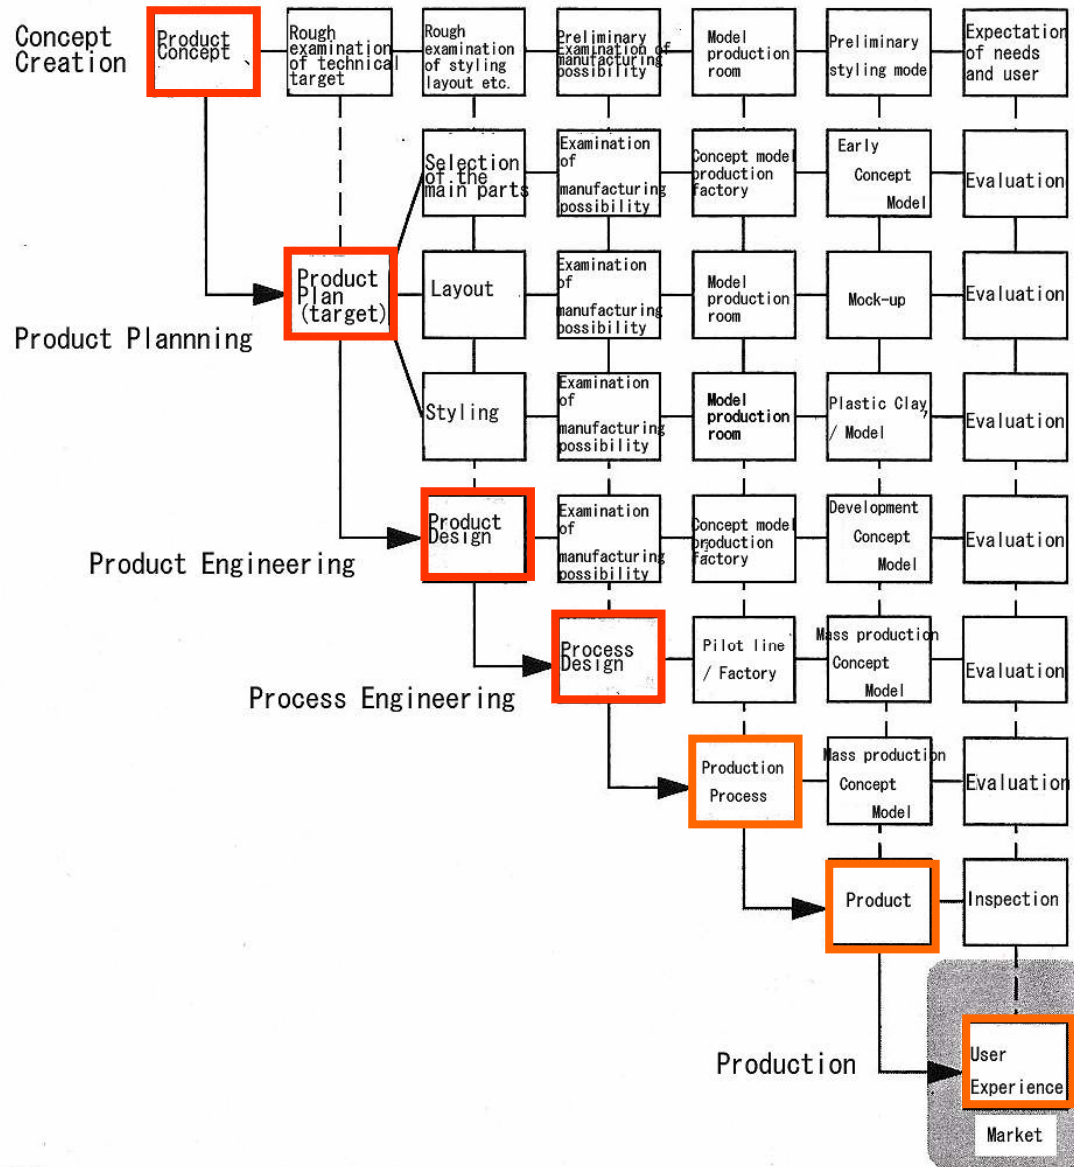 Concept
Creation
Product
Concept
Rough
examination
of technical
target
Rough
examination
of styling
layout etc.
Preliminary
Examination of
manufacturing
possibility
Model
production
room
Preliminary
styling mode
Expectation
of needs
and user
Selection
of the
main parts
Examination
of
manufacturing
possibility
Concept model
production
factory
Early
Concept
Model
Evaluation
Product
Plan
(target)
Layout
Examination
of
manufacturing
possibility
Model
production
room
Mock-up
Evaluation
Product Plannning
Styling
Examination
of
manufacturing
possibility
Model
production
room
Plastic Clay,
/ Model
Evaluation
Product
Design
Examination
of
manufacturing
possibility
Concept model
production
factory
Development
Concept
Model
Evaluation
Product Engineering
Process
Design
Pilot line
/ Factory
Mass production
Concept
Model
Evaluation
Process Engineering
Production
Process
Mass production
Concept
Model
Evaluation
Product
Inspection
Production
User
Experience
Market